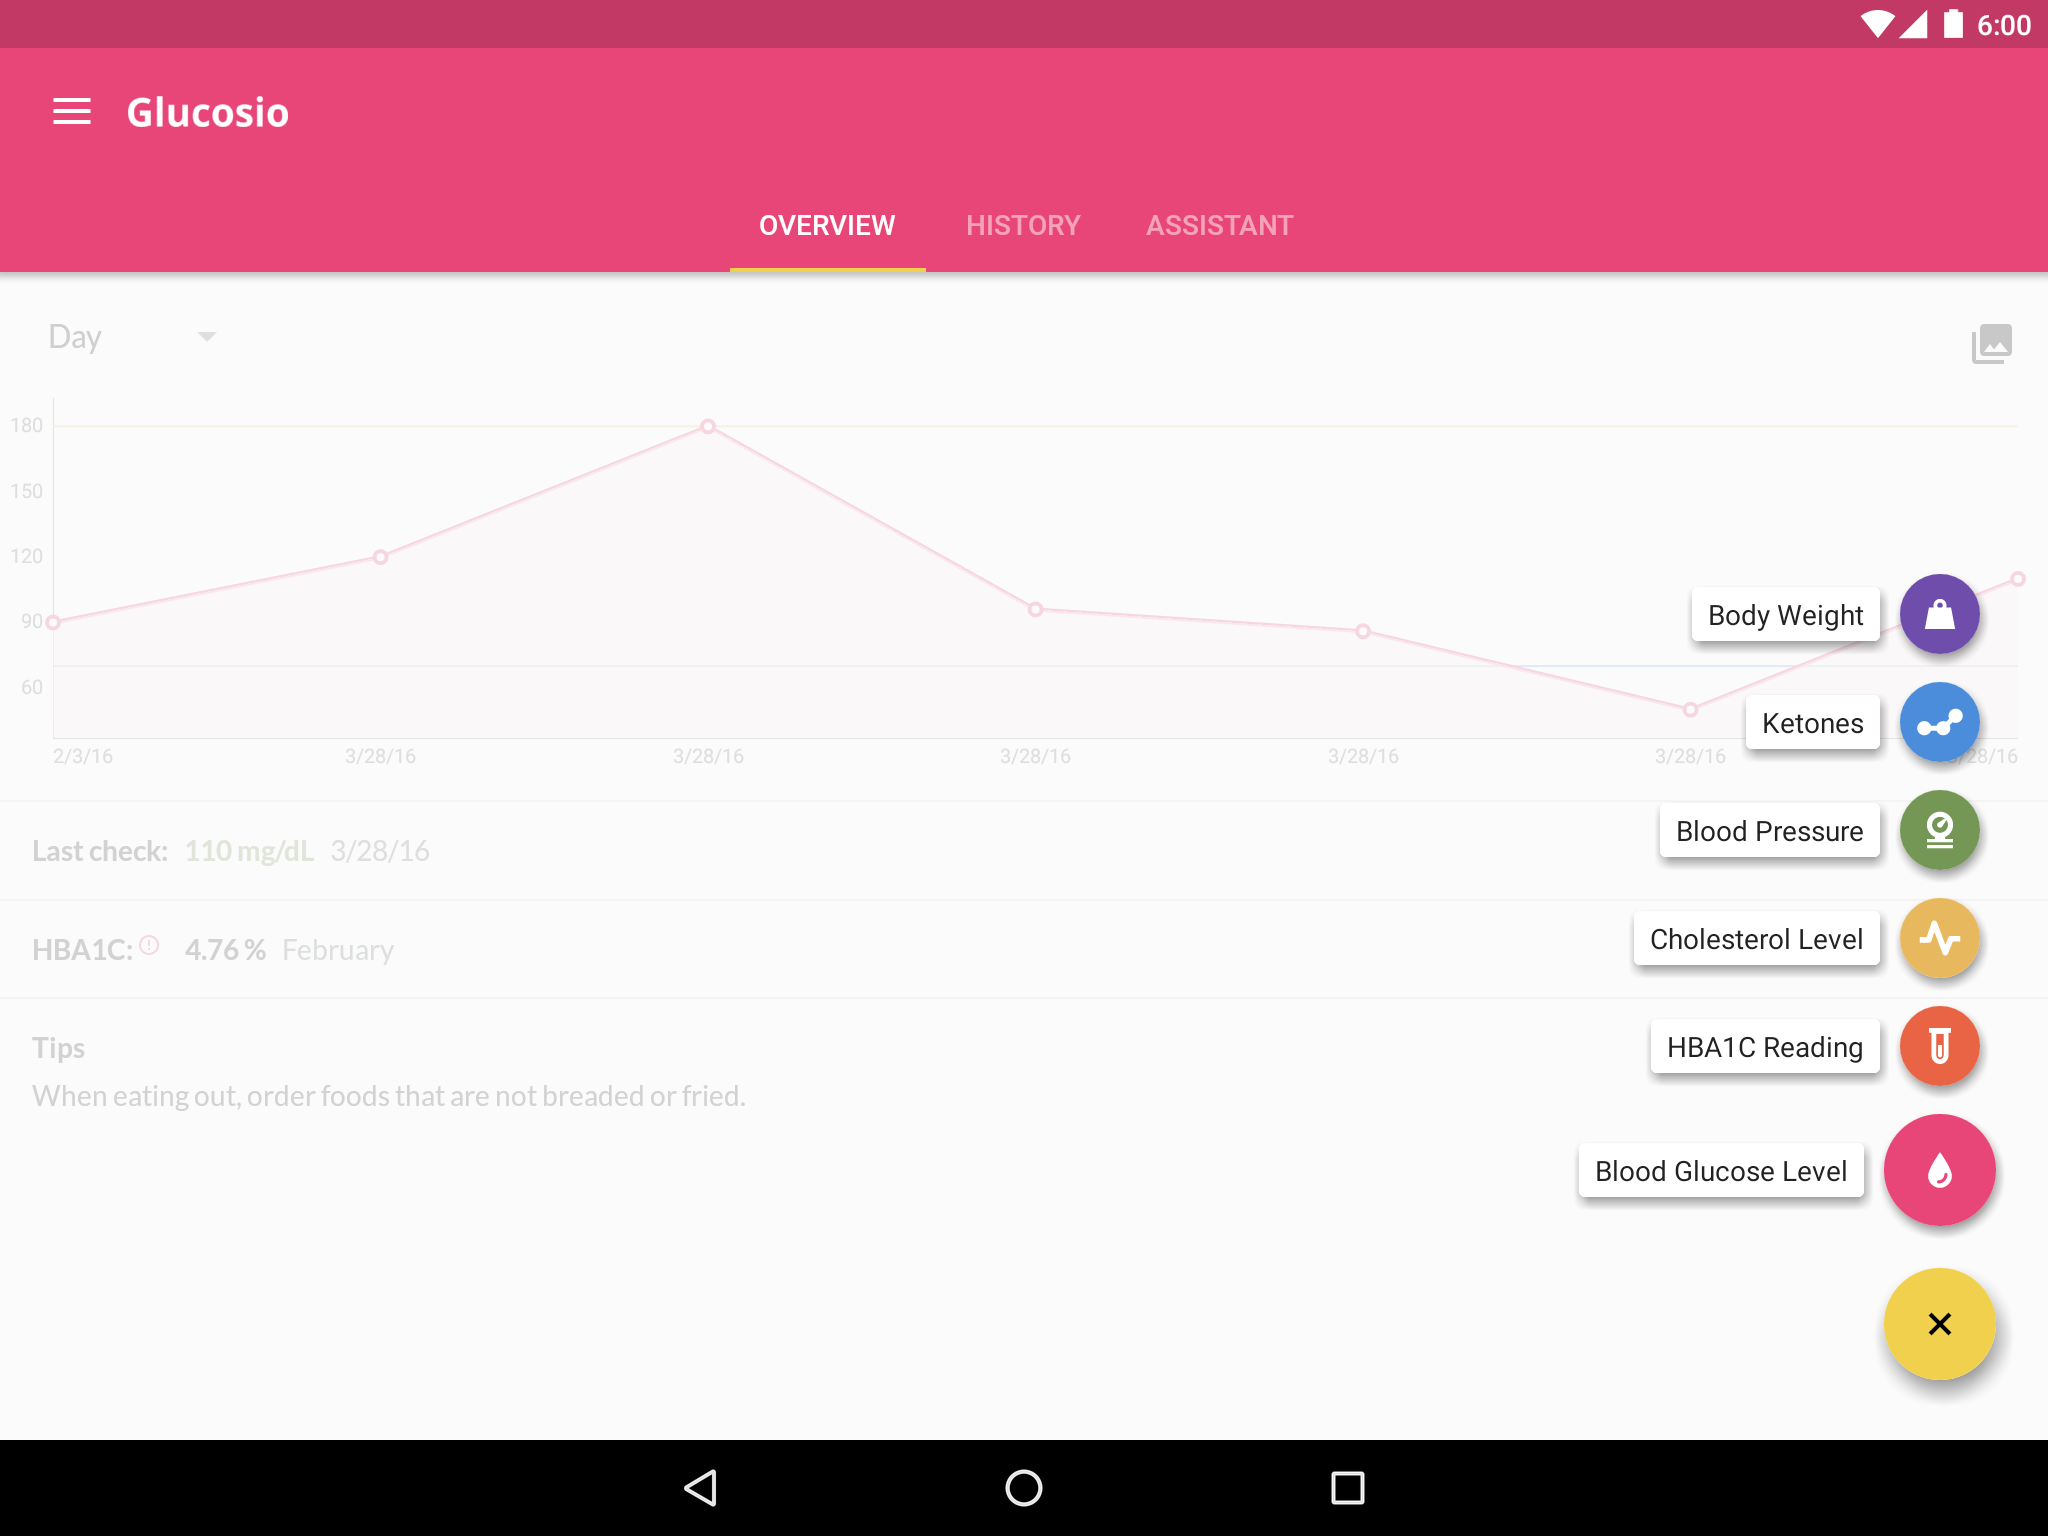 6:00
Glucosio
OVERVIEW HISTORY ASSISTANT
Day
180
150
120
90
60
2/3/16 3/28/16 3/28/16 3/28/16 3/28/16 3/28/16 /28/16
Body Weight
Ketones
Blood Pressure
Last check: 110 mg/dL 3/28/16
Cholesterol Level
HBA1C: 4.76 % February
HBA1C Reading
Tips
When eating out, order foods that are not breaded or fried.
Blood Glucose Level